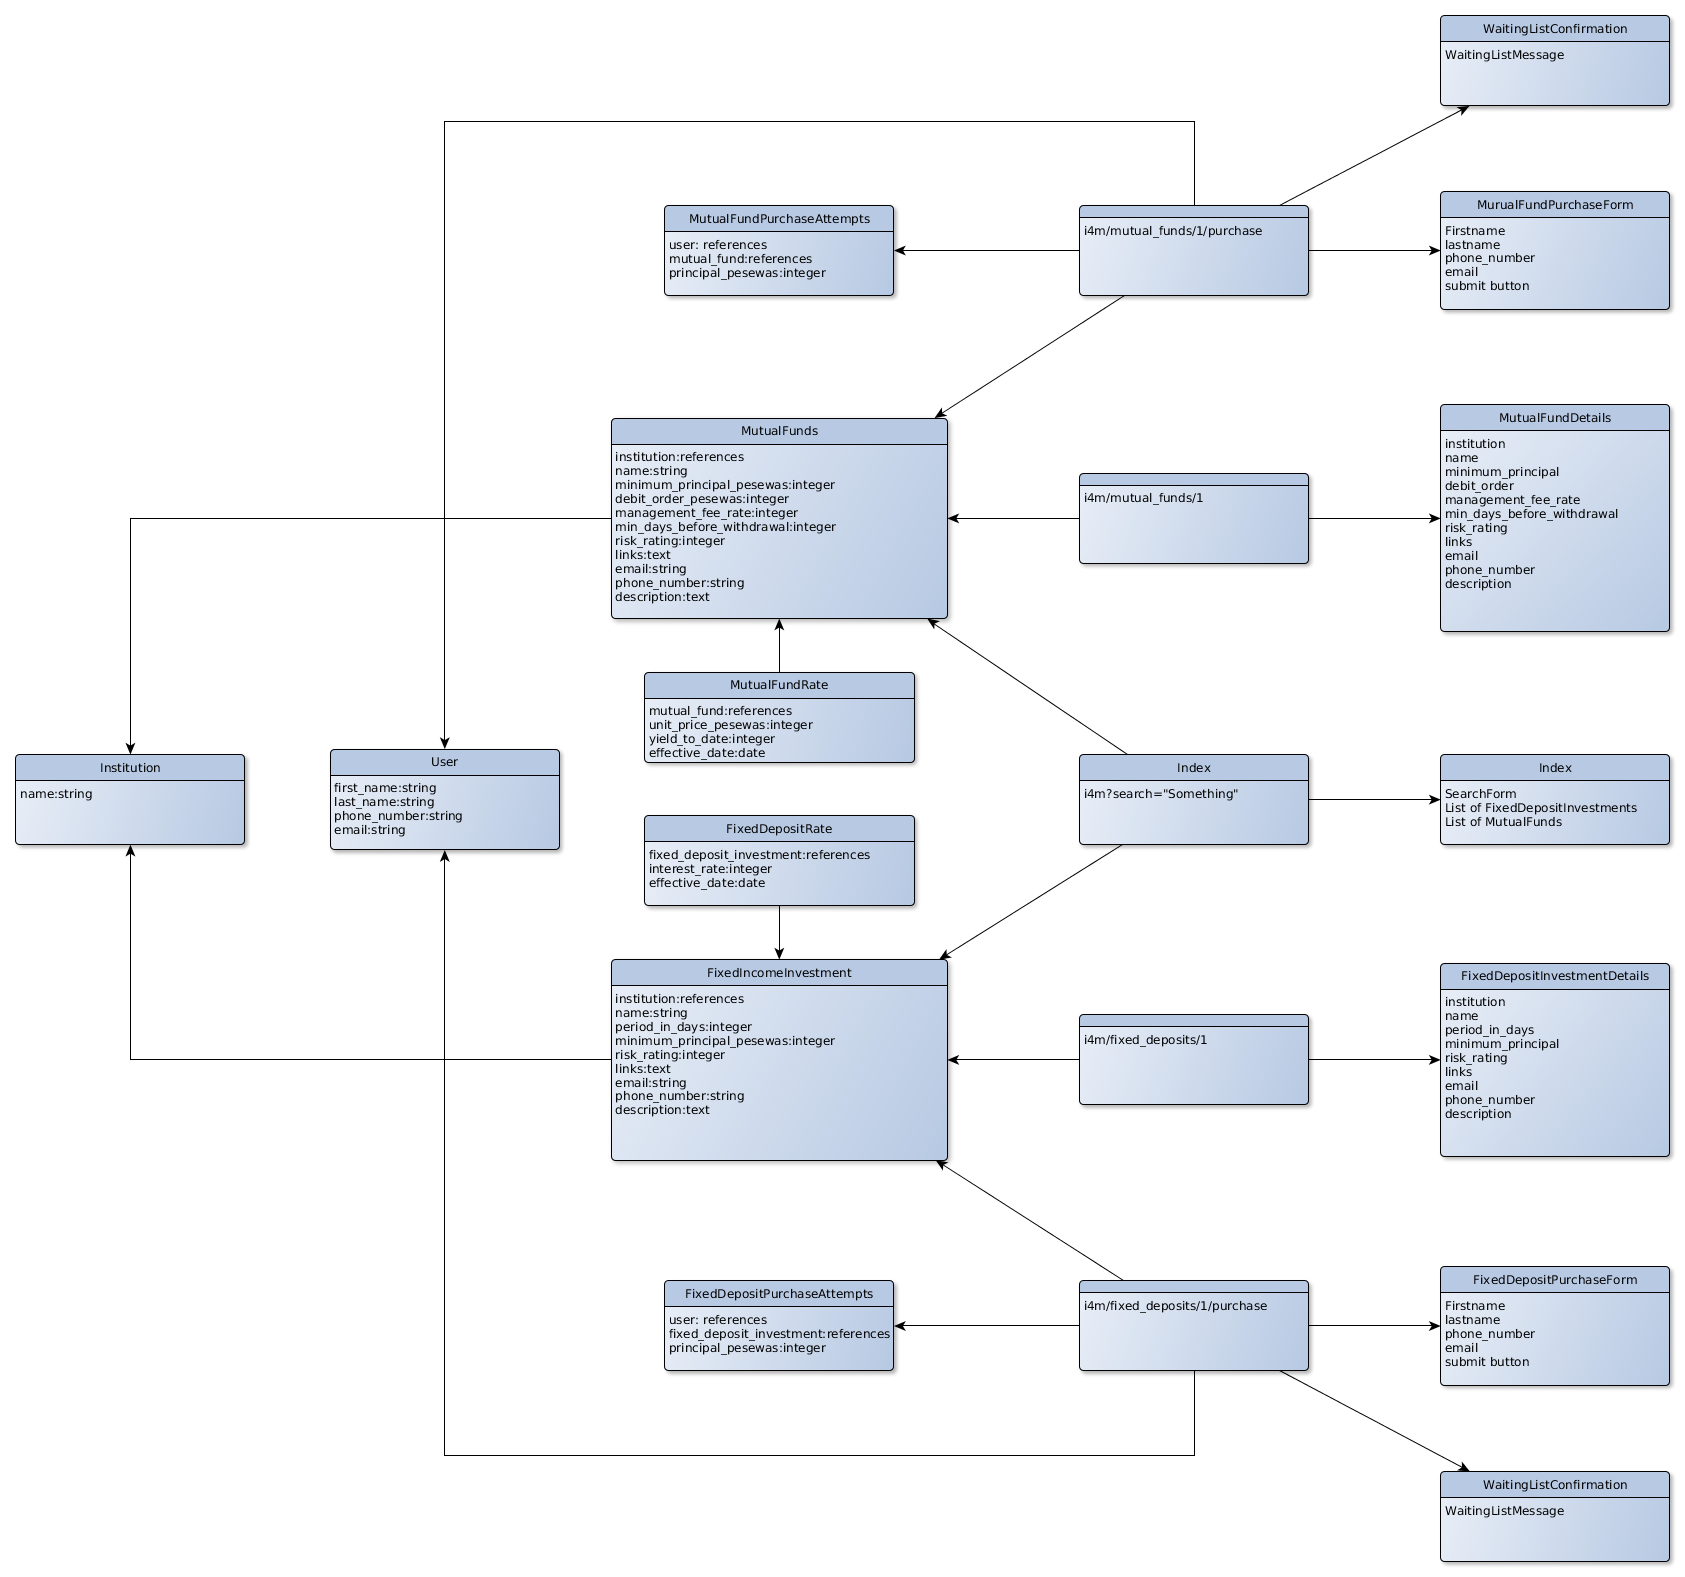 WaitingListConfirmation
WaitingListMessage
MutualFundPurchaseAttempts
user: references
mutual_fund:references
principal_pesewas:integer
i4m/mutual_funds/1/purchase
MurualFundPurchaseForm
Firstname
lastname
phone_number
email
submit button
MutualFunds
institution:references
name:string
minimum_principal_pesewas:integer
debit_order_pesewas:integer
management_fee_rate:integer
min_days_before_withdrawal:integer
risk_rating:integer
links:text
email:string
phone_number:string
description:text
i4m/mutual_funds/1
MutualFundDetails
institution
name
minimum_principal
debit_order
management_fee_rate
min_days_before_withdrawal
risk_rating
links
email
phone_number
description
MutualFundRate
mutual_fund:references
unit_price_pesewas:integer
yield_to_date:integer
effective_date:date
Institution
name:string
User
first_name:string
last_name:string
phone_number:string
email:string
Index
i4m?search="Something"
Index
SearchForm
List of FixedDepositInvestments
List of MutualFunds
FixedDepositRate
fixed_deposit_investment:references
interest_rate:integer
effective_date:date
FixedIncomeInvestment
institution:references
name:string
period_in_days:integer
minimum_principal_pesewas:integer
risk_rating:integer
links:text
email:string
phone_number:string
description:text
i4m/fixed_deposits/1
FixedDepositInvestmentDetails
institution
name
period_in_days
minimum_principal
risk_rating
links
email
phone_number
description
FixedDepositPurchaseAttempts
user: references
fixed_deposit_investment:references
principal_pesewas:integer
i4m/fixed_deposits/1/purchase
FixedDepositPurchaseForm
Firstname
lastname
phone_number
email
submit button
WaitingListConfirmation
WaitingListMessage